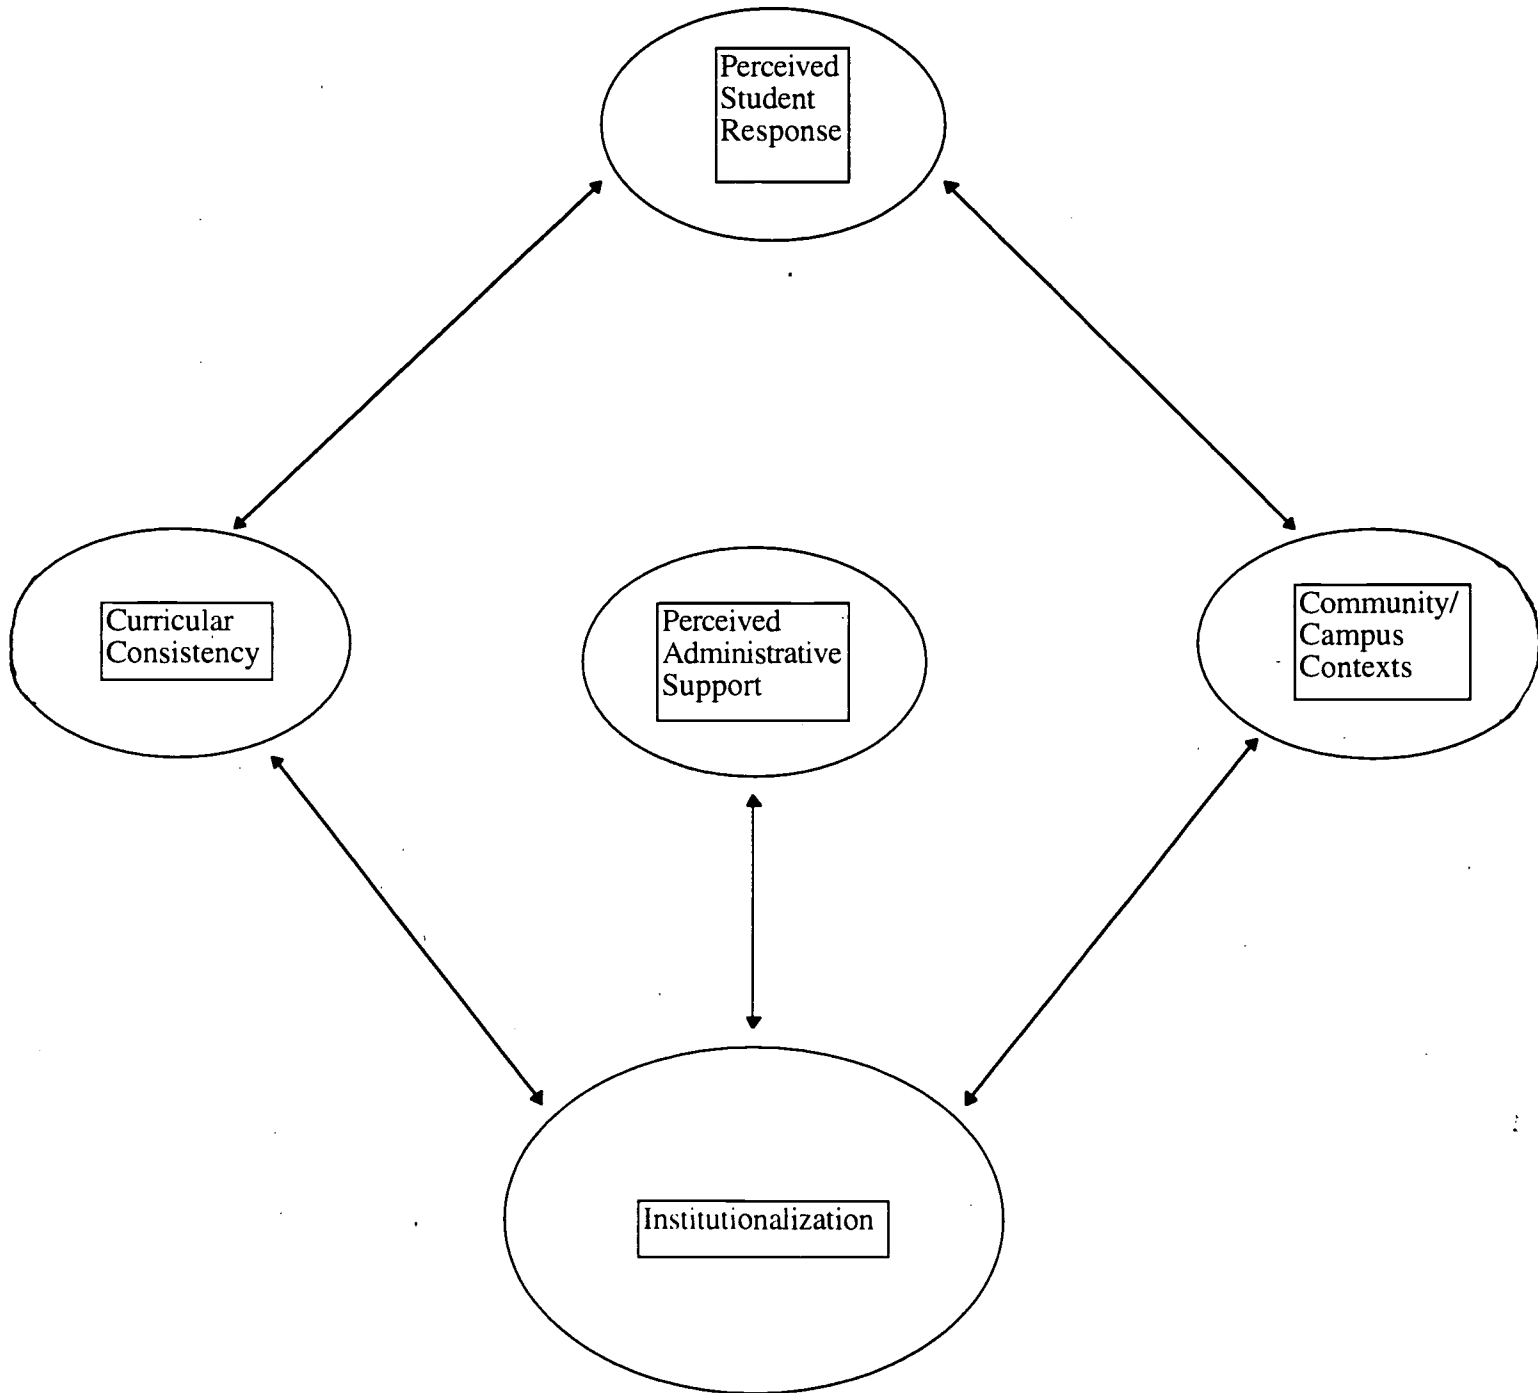 Perceived
Student
Response
Curricular
Consistency
Perceived
Administrative
Support
Community/
Campus
Contexts
Institutionalization